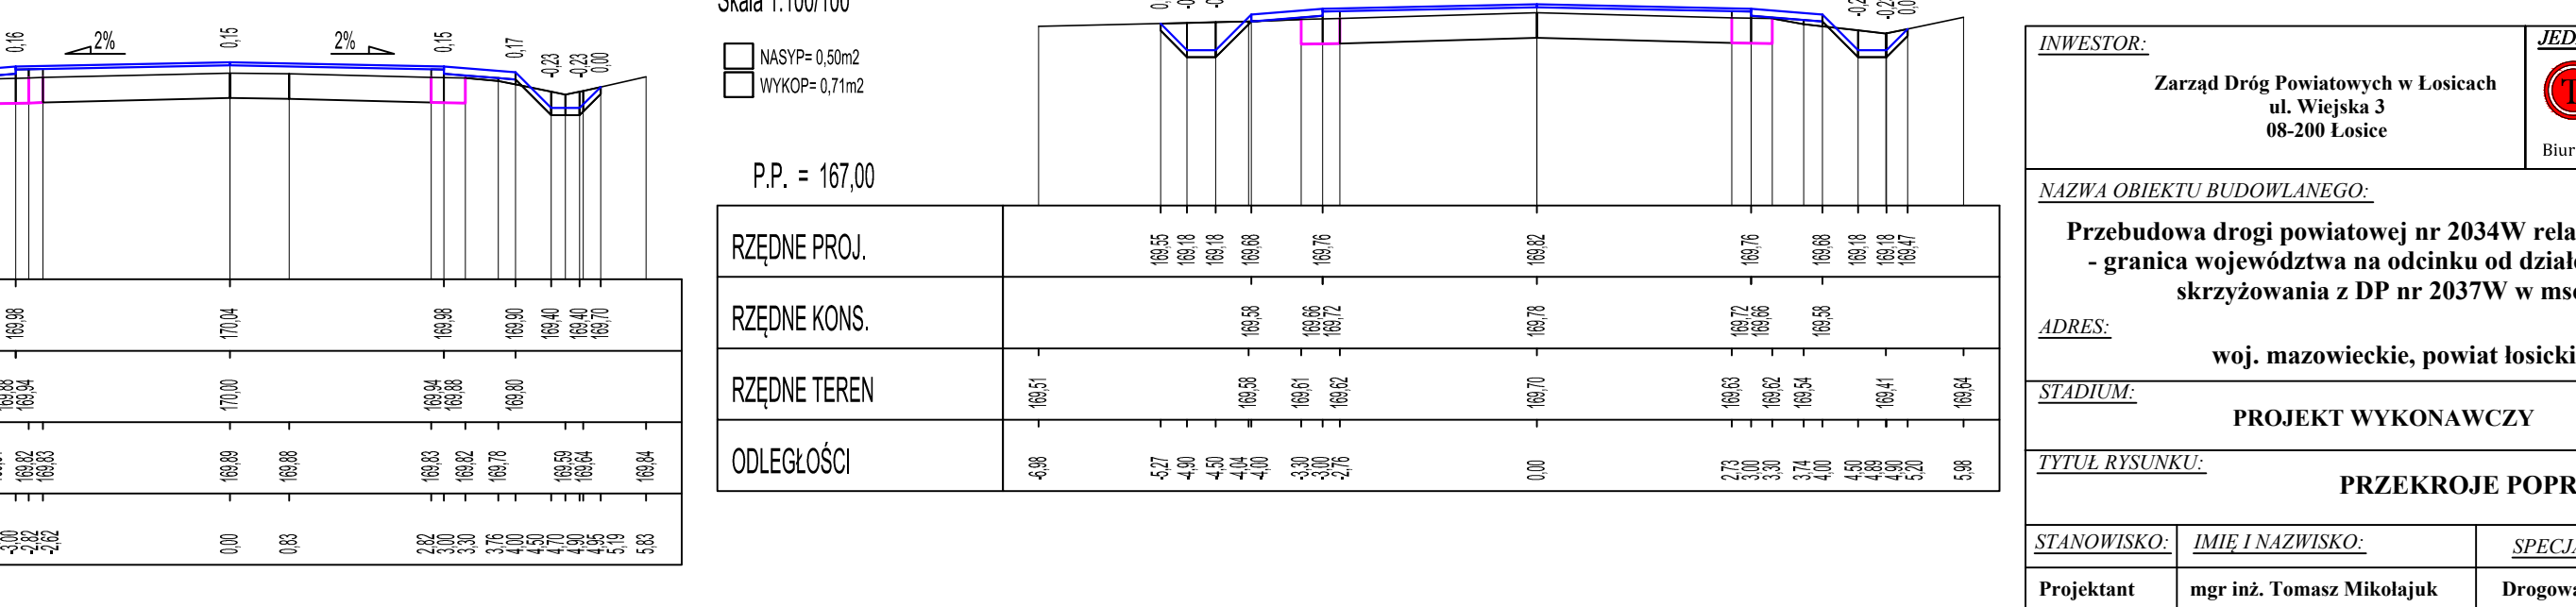 0,16
2%
0,15
2%
0,15
0,17
-0,23
-0,23
0,00
169,98
170,04
169,98
169,90
169,40
169,40
169,70
169,88
169,94
170,00
169,94
169,88
169,80
169,82
169,83
169,89
169,88
169,83
169,82
169,78
169,59
169,64
169,84
-3,00
-2,82
-2,62
0,00
0,83
2,82
3,00
3,30
3,76
4,00
4,50
4,70
4,90
4,95
5,19
5,83
Skala 1:100/100
NASYP= 0,50m2
WYKOP= 0,71m2
P.P. = 167,00
RZĘDNE PROJ. 169,55 169,18 169,18 169,68 169,76 169,82 169,76 169,68 169,18 169,18 169,47
RZĘDNE KONS. 169,58 169,66 169,72 169,78 169,72 169,66 169,58
RZĘDNE TEREN 169,51 169,58 169,61 169,62 169,70 169,63 169,62 169,54 169,41 169,64
ODLEGŁOŚCI -6,98 -5,27 -4,90 -4,50 -4,04 -4,00 -3,30 -3,00 -2,76 0,00 2,73 3,00 3,30 3,74 4,00 4,50 4,89 4,90 5,20 5,98
INWESTOR:
Zarząd Dróg Powiatowych w Łosicach
ul. Wiejska 3
08-200 Łosice
JED
T
Biur
NAZWA OBIEKTU BUDOWLANEGO:
Przebudowa drogi powiatowej nr 2034W rela
- granica województwa na odcinku od dział
skrzyżowania z DP nr 2037W w ms
ADRES:
woj. mazowieckie, powiat łosicki
STADIUM:
PROJEKT WYKONAWCZY
TYTUŁ RYSUNKU:
PRZEKROJE POPR
STANOWISKO: IMIĘ I NAZWISKO: SPECJ
Projektant mgr inż. Tomasz Mikołajuk Drogow